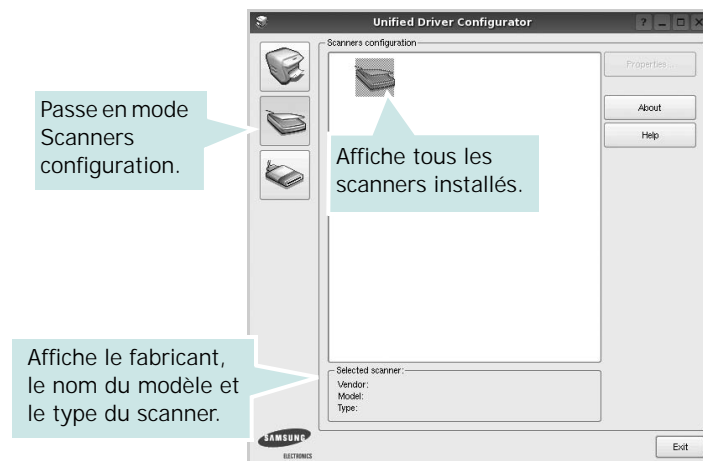 Unified Driver Configurator
Scanners configuration
Properties...
About
Help
Passe en mode
Scanners
configuration.
Affiche tous les
scanners installés.
Affiche le fabricant,
le nom du modèle et
le type du scanner.
Selected scanner:
Vendor:
Model:
Type:
SAMSUNG
ELECTRONICS
Exit